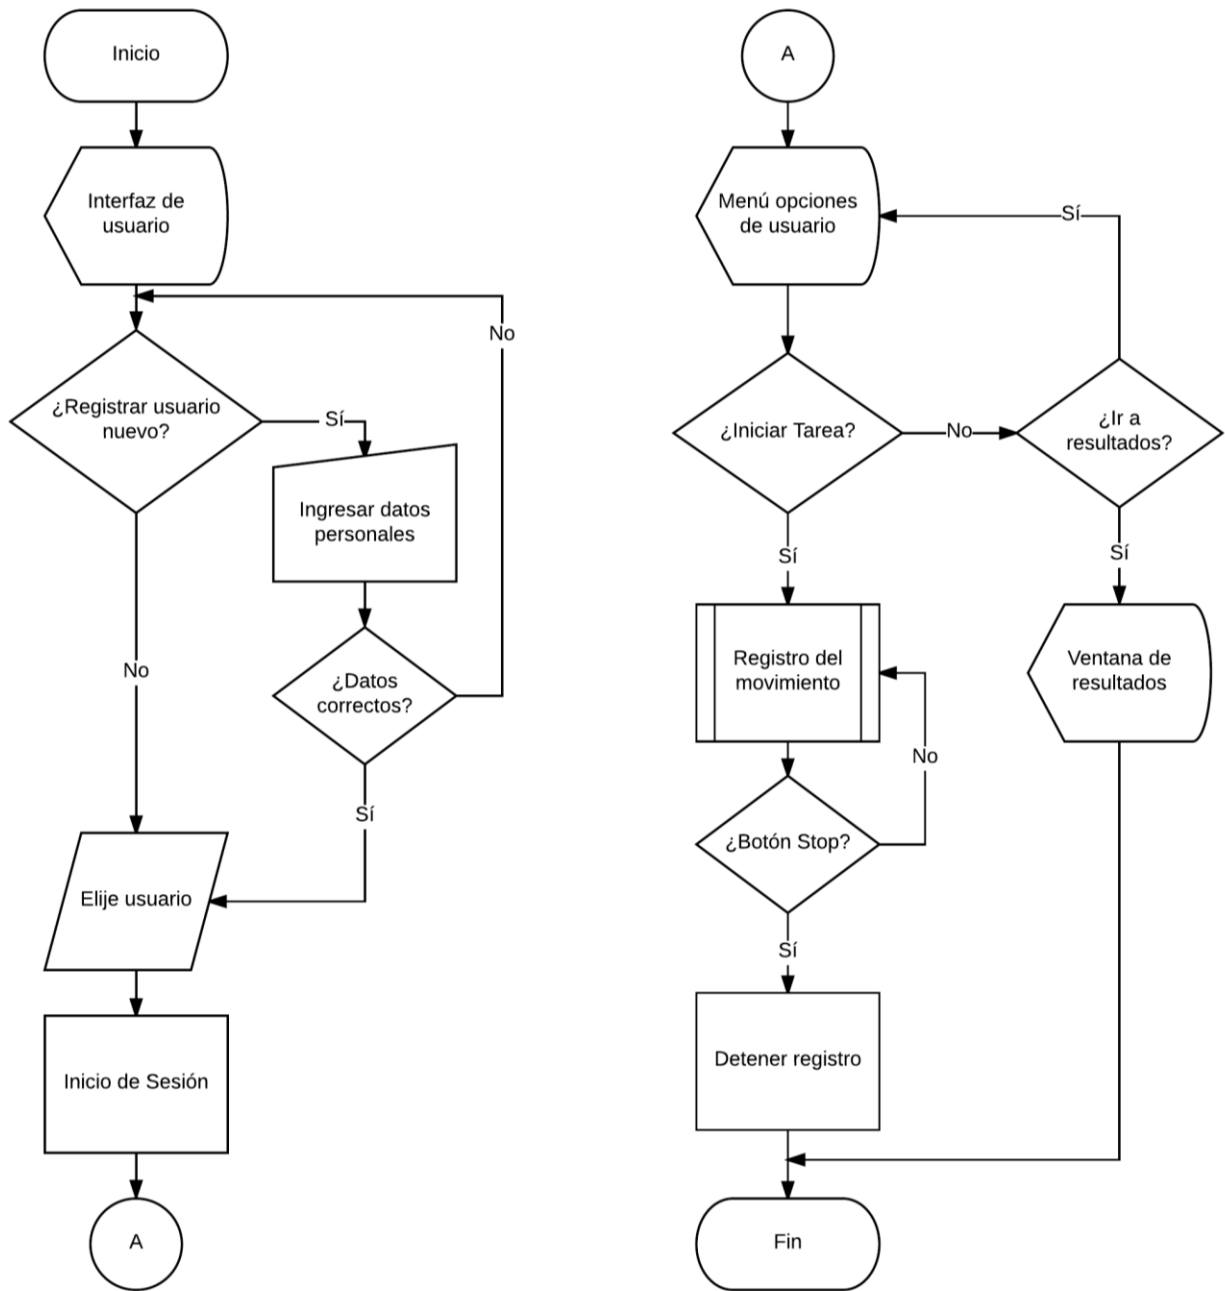 Inicio
Interfaz de
usuario
No
¿Registrar usuario
nuevo?
Sí
Ingresar datos
personales
No
¿Datos
correctos?
Sí
Elije usuario
Inicio de Sesión
A
A
Menú opciones
de usuario
Sí
¿Iniciar Tarea?
No
¿Ir a
resultados?
Sí
Sí
Registro del
movimiento
Ventana de
resultados
No
¿Botón Stop?
Sí
Detener registro
Fin